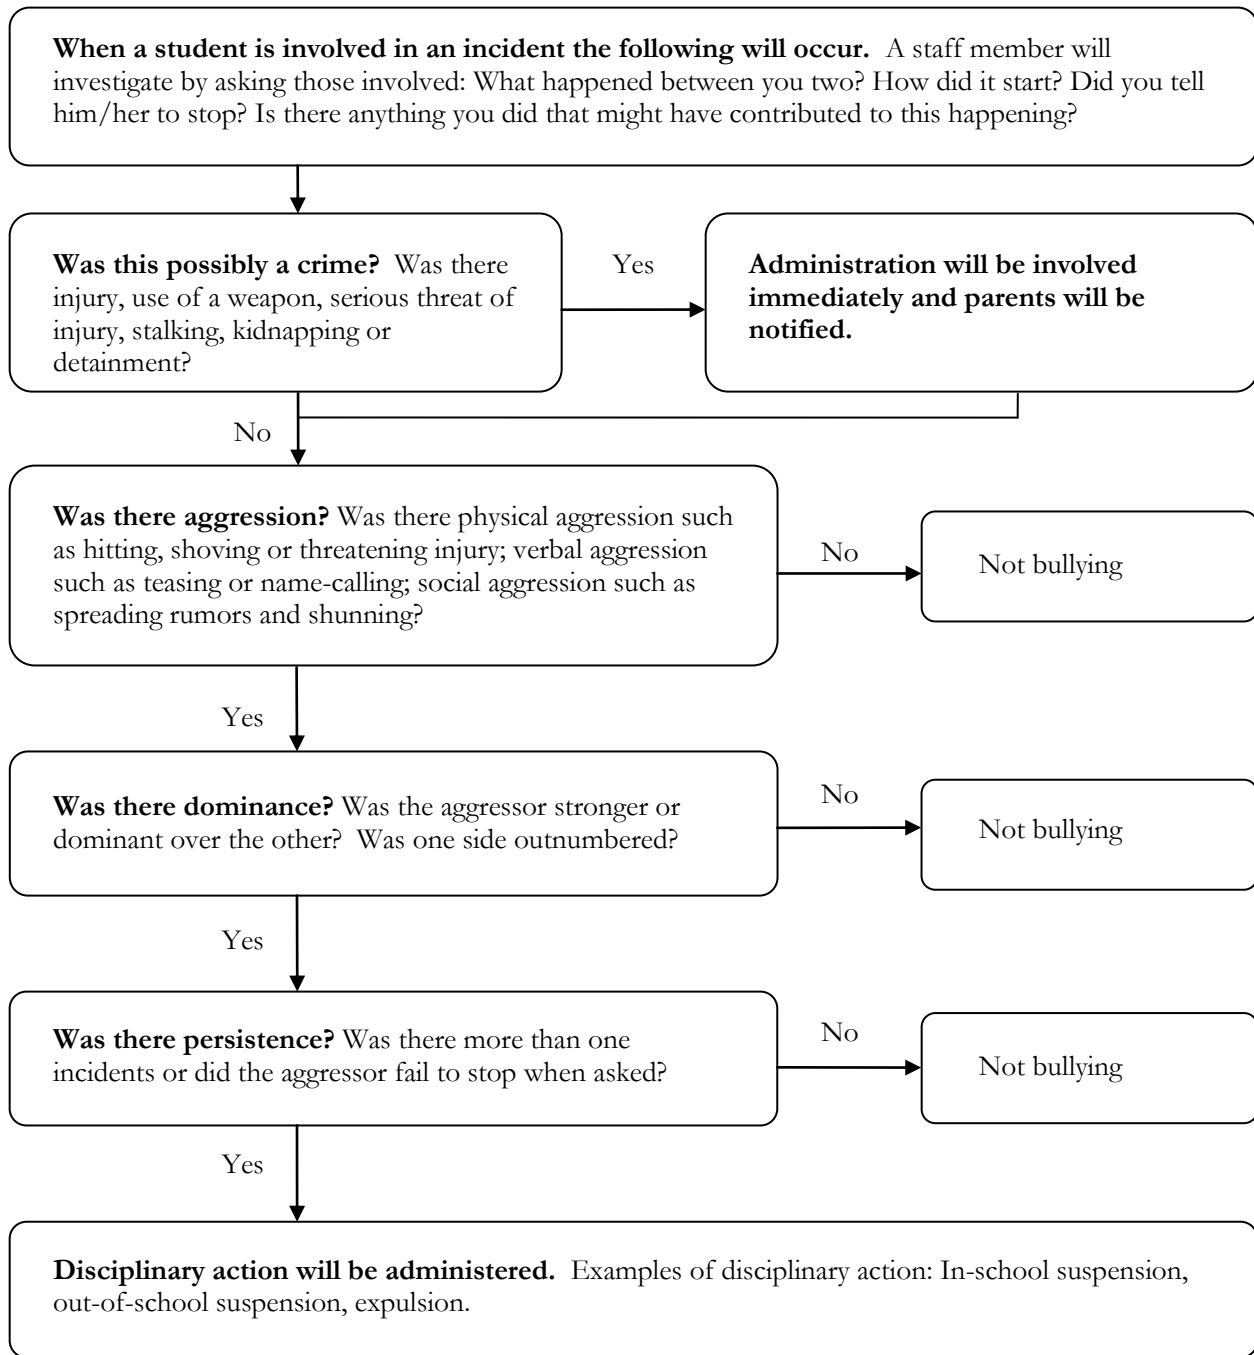 When a student is involved in an incident the following will occur. A staff member will
investigate by asking those involved: What happened between you two? How did it start? Did you tell
him/her to stop? Is there anything you did that might have contributed to this happening?
Was this possibly a crime? Was there
injury, use of a weapon, serious threat of
injury, stalking, kidnapping or
detainment?
Yes
Administration will be involved
immediately and parents will be
notified.
No
Was there aggression? Was there physical aggression such
as hitting, shoving or threatening injury; verbal aggression
such as teasing or name-calling; social aggression such as
spreading rumors and shunning?
No
Not bullying
Yes
Was there dominance? Was the aggressor stronger or
dominant over the other? Was one side outnumbered?
No
Not bullying
Yes
Was there persistence? Was there more than one
incidents or did the aggressor fail to stop when asked?
No
Not bullying
Yes
Disciplinary action will be administered. Examples of disciplinary action: In-school suspension,
out-of-school suspension, expulsion.